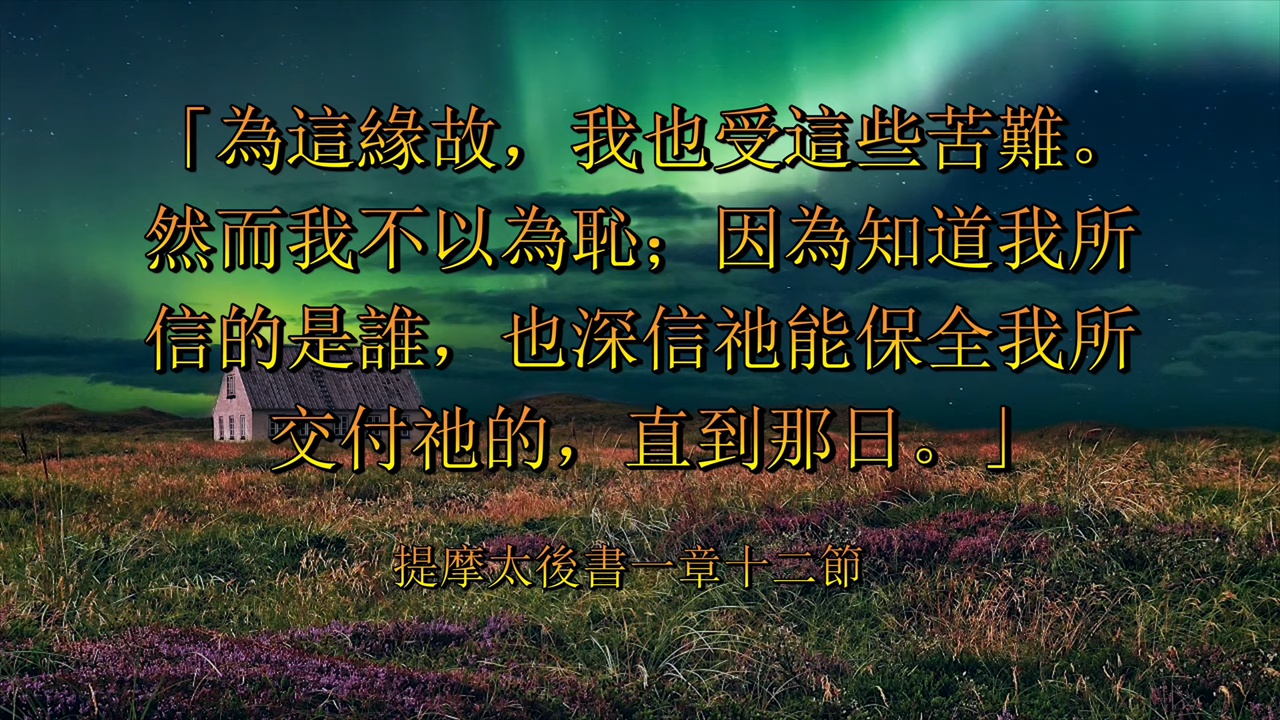 「為這緣故，我也受這些苦難。
然而我不以為恥；因為知道我所
信的是誰，也深信祂能保全我所
交付祂的，直到那日。」
提摩太後書一章十二節